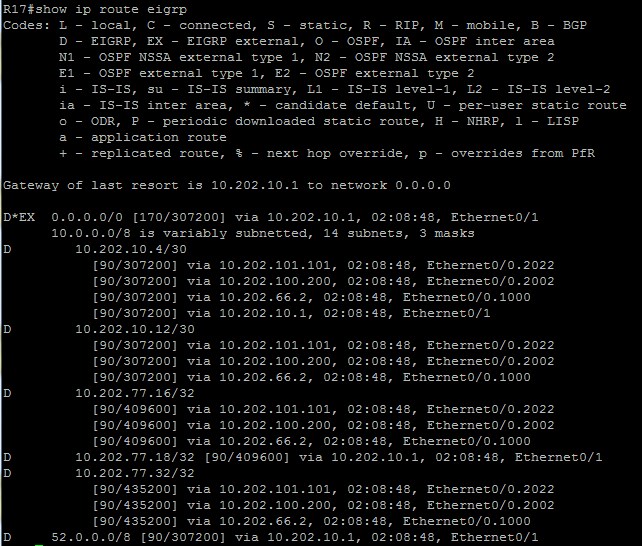 R17#show ip route eigrp
Codes: L - local, C - connected, S - static, R - RIP, M - mobile, B - BGP
       D - EIGRP, EX - EIGRP external, O - OSPF, IA - OSPF inter area
       N1 - OSPF NSSA external type 1, N2 - OSPF NSSA external type 2
       E1 - OSPF external type 1, E2 - OSPF external type 2
       i - IS-IS, su - IS-IS summary, L1 - IS-IS level-1, L2 - IS-IS level-2
       ia - IS-IS inter area, * - candidate default, U - per-user static route
       o - ODR, P - periodic downloaded static route, H - NHRP, l - LISP
       a - application route
       + - replicated route, % - next hop override, p - overrides from PfR
Gateway of last resort is 10.202.10.1 to network 0.0.0.0
D*EX  0.0.0.0/0 [170/307200] via 10.202.10.1, 02:08:48, Ethernet0/1
      10.0.0.0/8 is variably subnetted, 14 subnets, 3 masks
D        10.202.10.4/30
           [90/307200] via 10.202.101.101, 02:08:48, Ethernet0/0.2022
           [90/307200] via 10.202.100.200, 02:08:48, Ethernet0/0.2002
           [90/307200] via 10.202.66.2, 02:08:48, Ethernet0/0.1000
           [90/307200] via 10.202.10.1, 02:08:48, Ethernet0/1
D        10.202.10.12/30
           [90/307200] via 10.202.101.101, 02:08:48, Ethernet0/0.2022
           [90/307200] via 10.202.100.200, 02:08:48, Ethernet0/0.2002
           [90/307200] via 10.202.66.2, 02:08:48, Ethernet0/0.1000
D        10.202.77.16/32
           [90/409600] via 10.202.101.101, 02:08:48, Ethernet0/0.2022
           [90/409600] via 10.202.100.200, 02:08:48, Ethernet0/0.2002
           [90/409600] via 10.202.66.2, 02:08:48, Ethernet0/0.1000
D        10.202.77.18/32 [90/409600] via 10.202.10.1, 02:08:48, Ethernet0/1
D        10.202.77.32/32
           [90/435200] via 10.202.101.101, 02:08:48, Ethernet0/0.2022
           [90/435200] via 10.202.100.200, 02:08:48, Ethernet0/0.2002
           [90/435200] via 10.202.66.2, 02:08:48, Ethernet0/0.1000
D     52.0.0.0/8 [90/307200] via 10.202.10.1, 02:08:48, Ethernet0/1